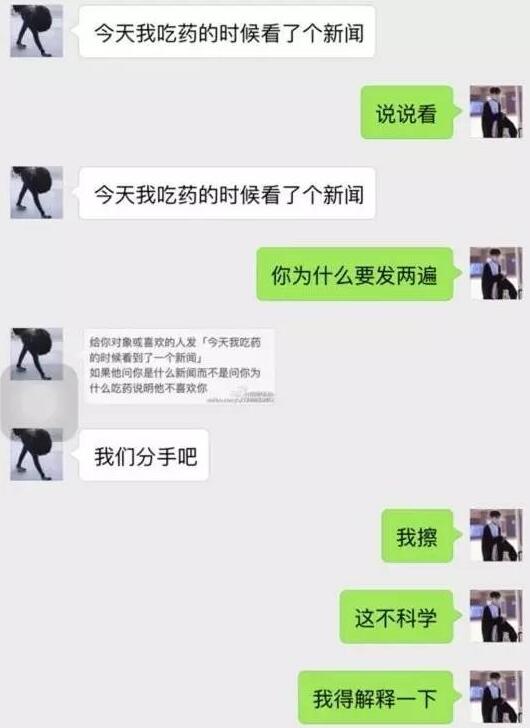 今天我吃药的时候看了个新闻
说说看
今天我吃药的时候看了个新闻
你为什么要发两遍
给你对象或喜欢的人发「今天我吃药
的时候看到了一个新闻」
如果他问你是什么新闻而不是问你为
什么吃药说明他不喜欢你
我们分手吧
我擦
这不科学
我得解释一下